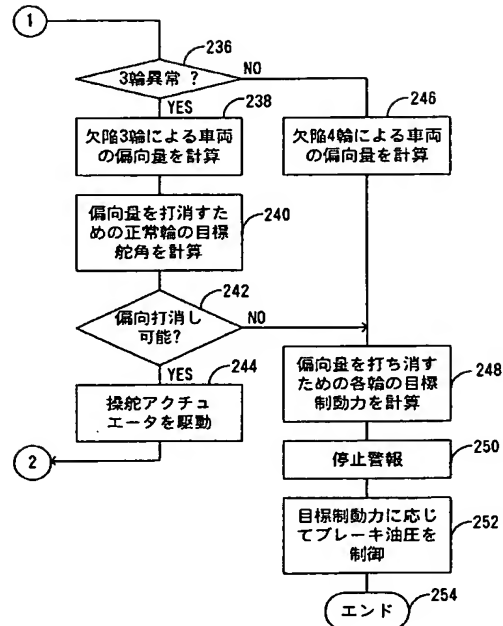 1
3輪異常 ?
236
NO
YES
238
欠陥3輪による車両
の偏向量を計算
246
欠陥4輪による車両
の偏向量を計算
偏向量を打消すた
めの正常輪の目標
舵角を計算
240
偏向打消し
可能?
242
NO
YES
244
操舵アクチュ
エータを駆動
2
偏向量を打ち消
すための各輪の目標
制動力を計算
248
停止警報
250
目標制動力に応じ
てブレーキ油圧を
制御
252
エンド
254